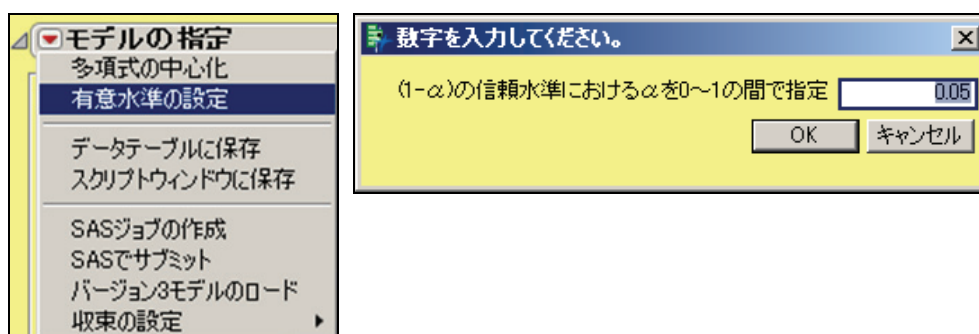 モデルの指定
多項式の中心化
有意水準の設定
データテーブルに保存
スクリプトウィンドウに保存
SASジョブの作成
SASでサブミット
バージョン3モデルのロード
収束の設定
数字を入力してください。
(1-α)の信頼水準におけるαを0～1の間で指定 0.05
OK キャンセル